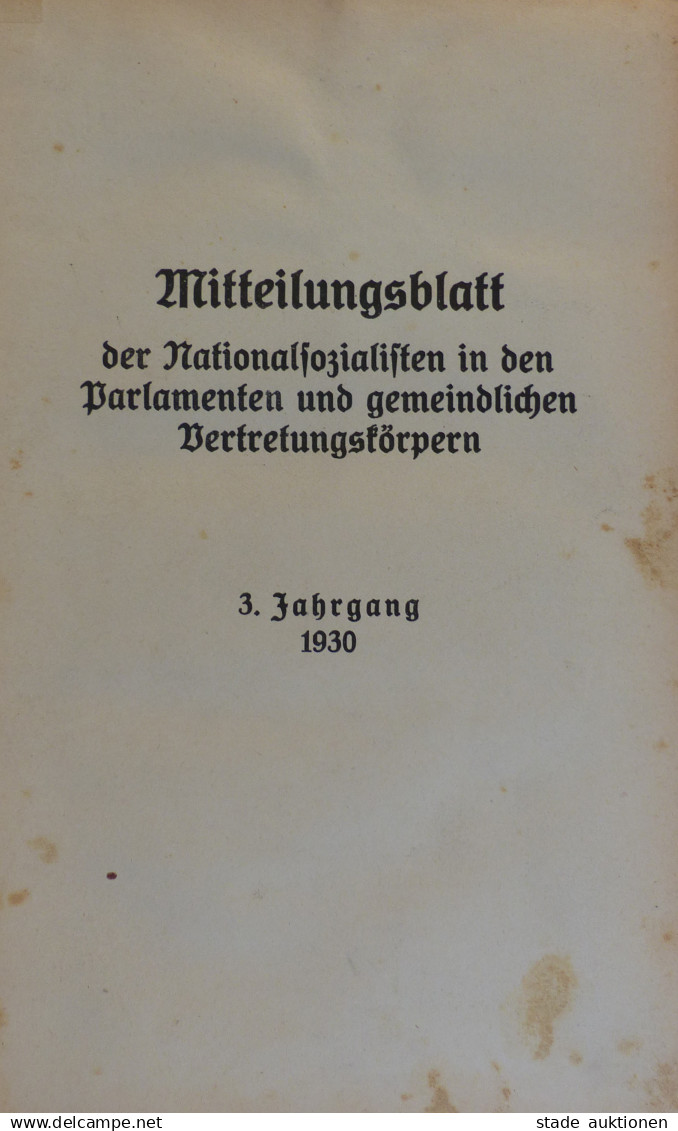 Mitteilungsblatt
der Nationalsozialisten in den
Parlamenten und gemeindlichen
Vertretungskörpern
3. Jahrgang
1930
www.delcampe.net
stade auktionen